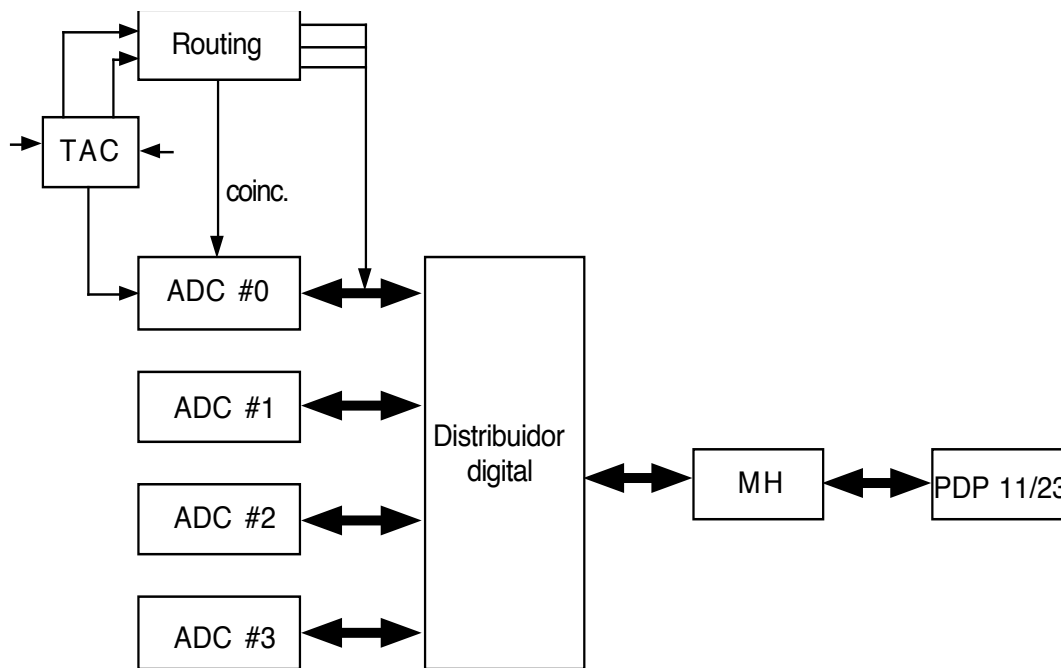 Routing
TAC
coinc.
ADC #0
ADC #1
Distribuidor
digital
MH
PDP 11/23
ADC #2
ADC #3